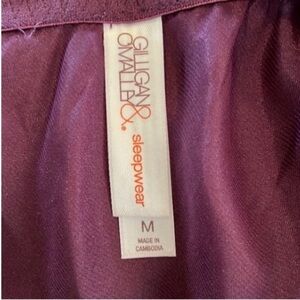 GILLIGAN &
O'MALLEY®
sleepwear
M
MADE IN
CAMBODIA